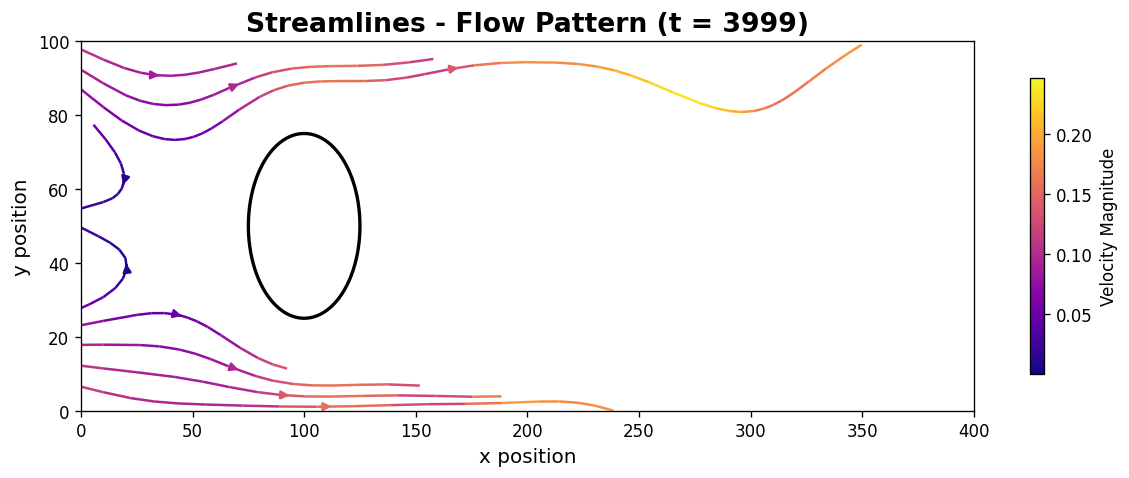 Streamlines - Flow Pattern (t = 3999)
100
80
60
40
20
0
y position
0 50 100 150 200 250 300 350 400
x position
0.20
0.15
0.10
0.05
Velocity Magnitude